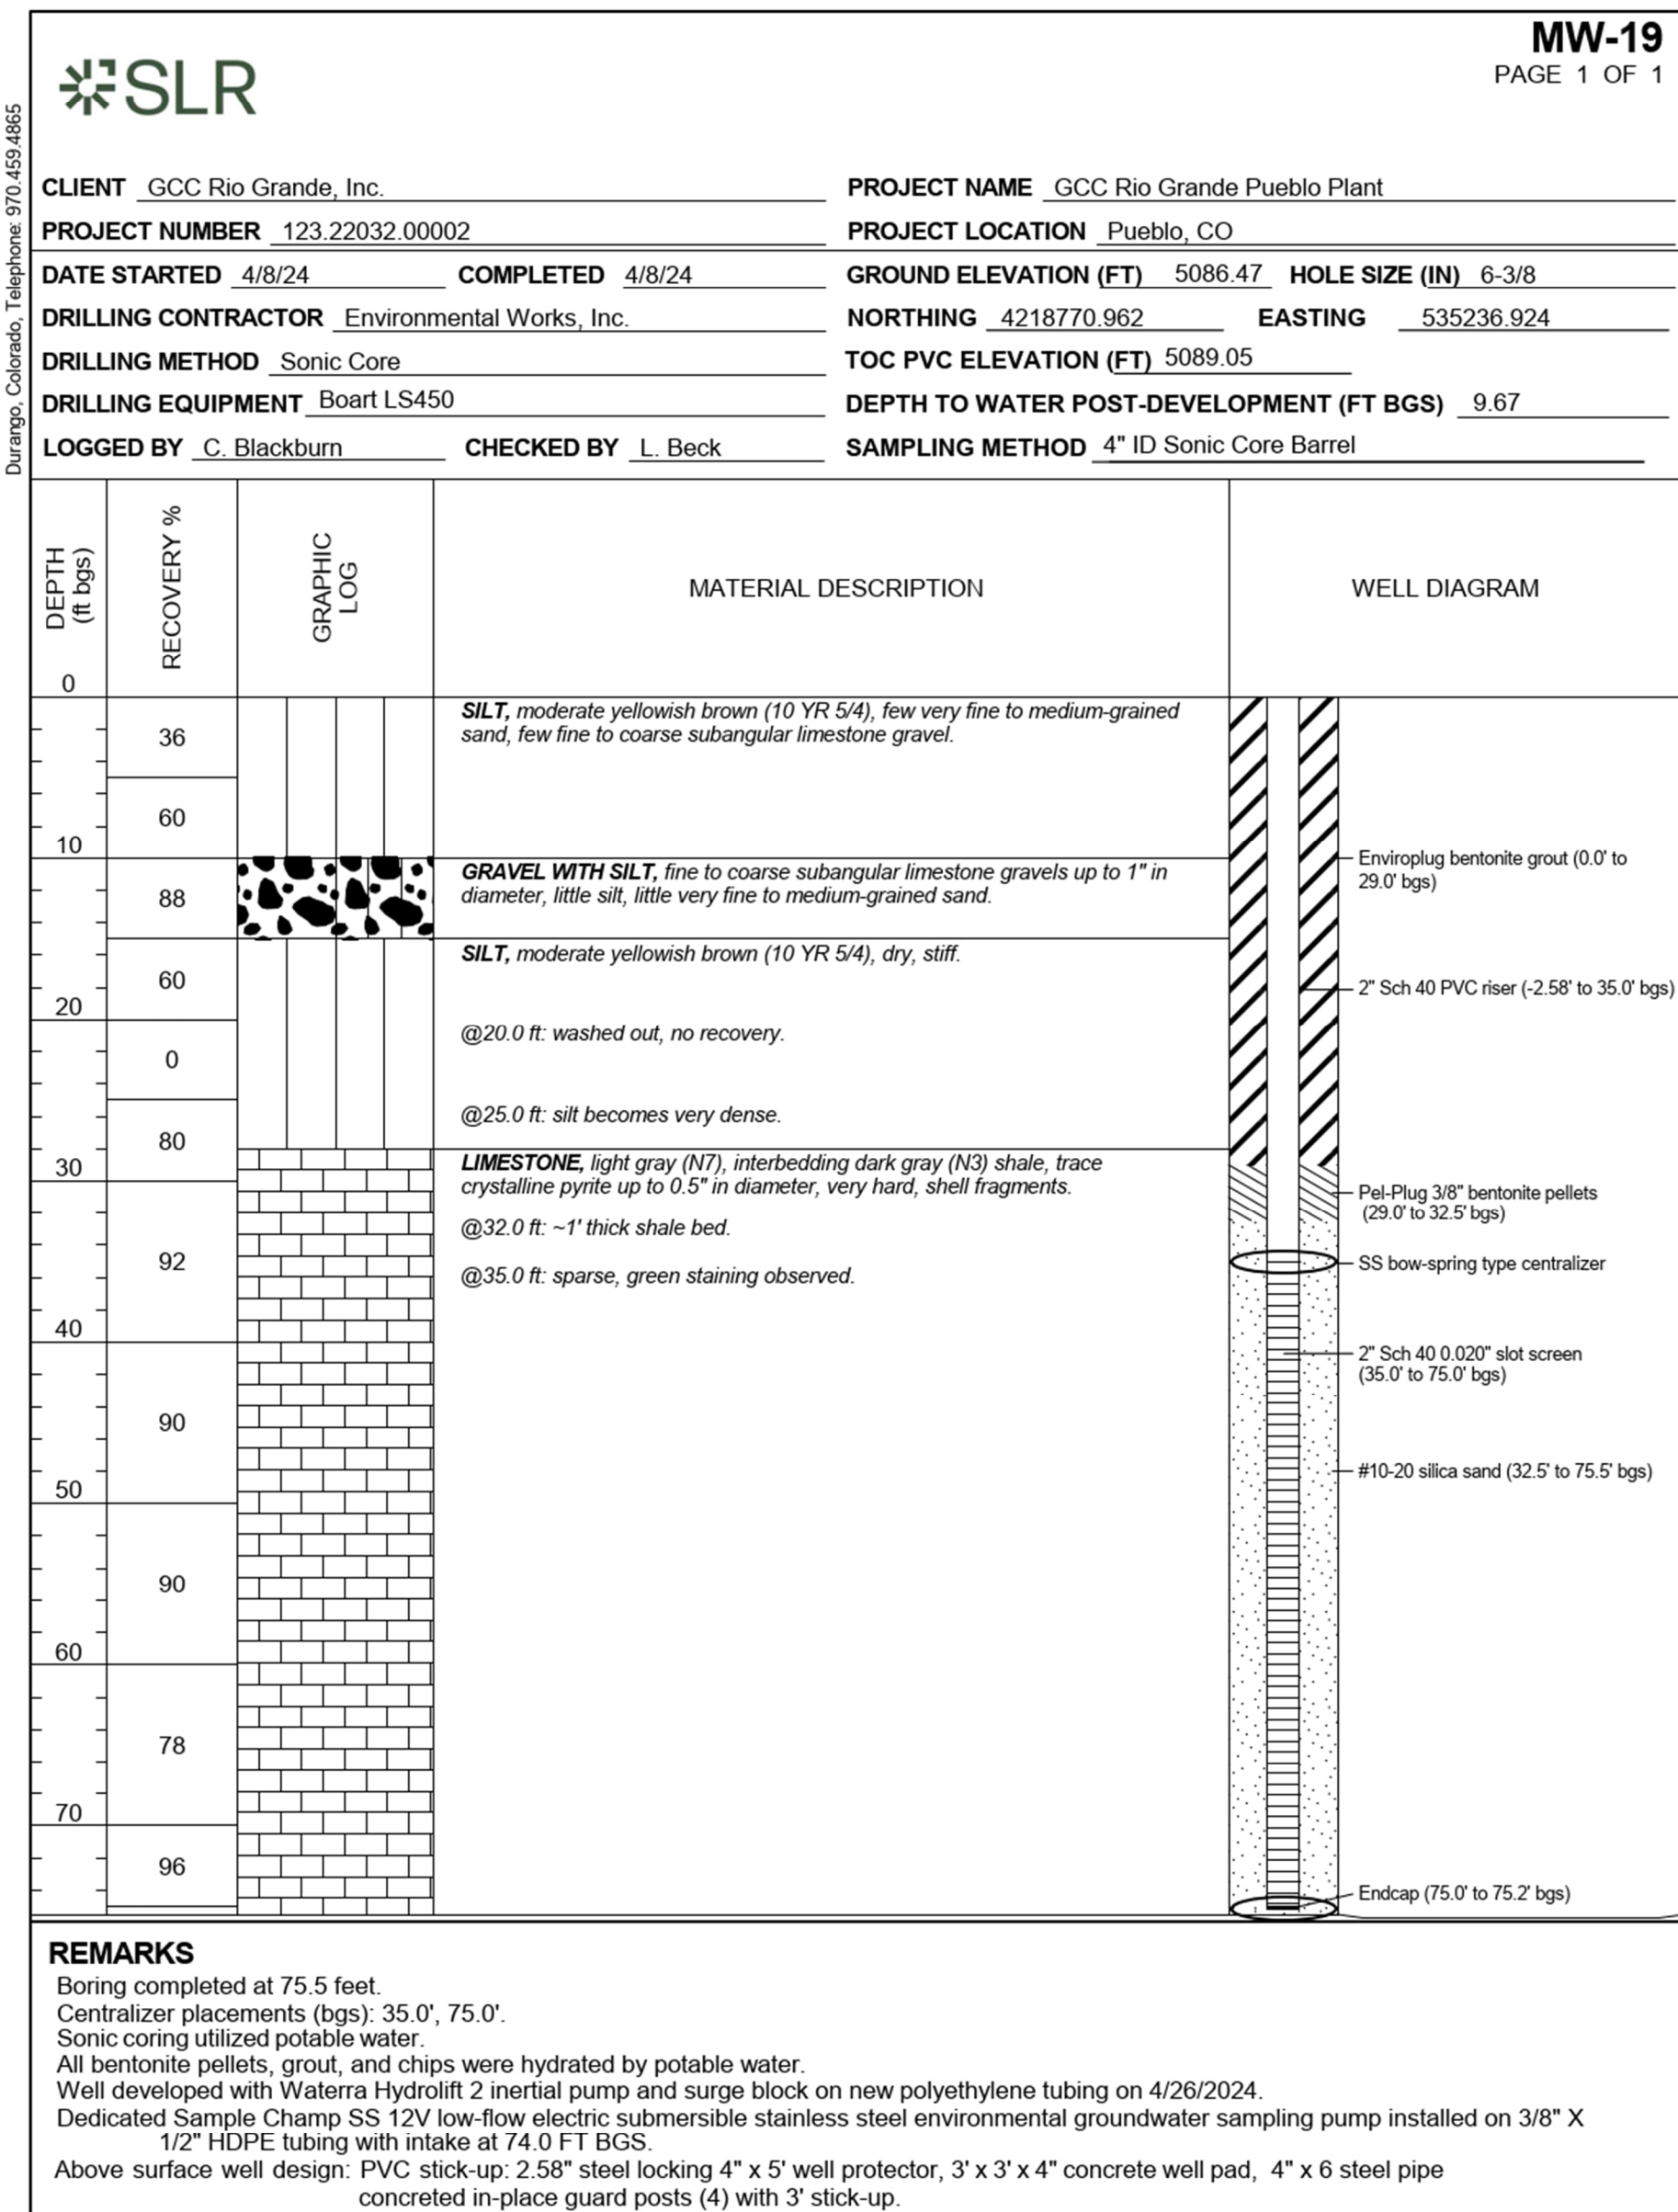 MW-19
PAGE 1 OF 1
SLR
Durango, Colorado, Telephone: 970.459.4865
CLIENT GCC Rio Grande, Inc. PROJECT NAME GCC Rio Grande Pueblo Plant
PROJECT NUMBER 123.22032.00002 PROJECT LOCATION Pueblo, CO
DATE STARTED 4/8/24 COMPLETED 4/8/24 GROUND ELEVATION (FT) 5086.47 HOLE SIZE (IN) 6-3/8
DRILLING CONTRACTOR Environmental Works, Inc. NORTHING 4218770.962 EASTING 535236.924
DRILLING METHOD Sonic Core TOC PVC ELEVATION (FT) 5089.05
DRILLING EQUIPMENT Boart LS450 DEPTH TO WATER POST-DEVELOPMENT (FT BGS) 9.67
LOGGED BY C. Blackburn CHECKED BY L. Beck SAMPLING METHOD 4" ID Sonic Core Barrel
DEPTH
(ft bgs)
RECOVERY %
GRAPHIC
LOG
MATERIAL DESCRIPTION
WELL DIAGRAM
0
10
20
30
40
50
60
70
36
60
88
60
0
80
92
90
90
78
96
SILT, moderate yellowish brown (10 YR 5/4), few very fine to medium-grained
sand, few fine to coarse subangular limestone gravel.
GRAVEL WITH SILT, fine to coarse subangular limestone gravels up to 1" in
diameter, little silt, little very fine to medium-grained sand.
SILT, moderate yellowish brown (10 YR 5/4), dry, stiff.
@20.0 ft: washed out, no recovery.
@25.0 ft: silt becomes very dense.
LIMESTONE, light gray (N7), interbedding dark gray (N3) shale, trace
crystalline pyrite up to 0.5" in diameter, very hard, shell fragments.
@32.0 ft: ~1' thick shale bed.
@35.0 ft: sparse, green staining observed.
Enviroplug bentonite grout (0.0' to
29.0' bgs)
2" Sch 40 PVC riser (-2.58' to 35.0' bgs)
Pel-Plug 3/8" bentonite pellets
(29.0' to 32.5' bgs)
SS bow-spring type centralizer
2" Sch 40 0.020" slot screen
(35.0' to 75.0' bgs)
#10-20 silica sand (32.5' to 75.5' bgs)
Endcap (75.0' to 75.2' bgs)
REMARKS
Boring completed at 75.5 feet.
Centralizer placements (bgs): 35.0', 75.0'.
Sonic coring utilized potable water.
All bentonite pellets, grout, and chips were hydrated by potable water.
Well developed with Waterra Hydrolift 2 inertial pump and surge block on new polyethylene tubing on 4/26/2024.
Dedicated Sample Champ SS 12V low-flow electric submersible stainless steel environmental groundwater sampling pump installed on 3/8" X
1/2" HDPE tubing with intake at 74.0 FT BGS.
Above surface well design: PVC stick-up: 2.58" steel locking 4" x 5' well protector, 3' x 3' x 4" concrete well pad, 4" x 6 steel pipe
concreted in-place guard posts (4) with 3' stick-up.